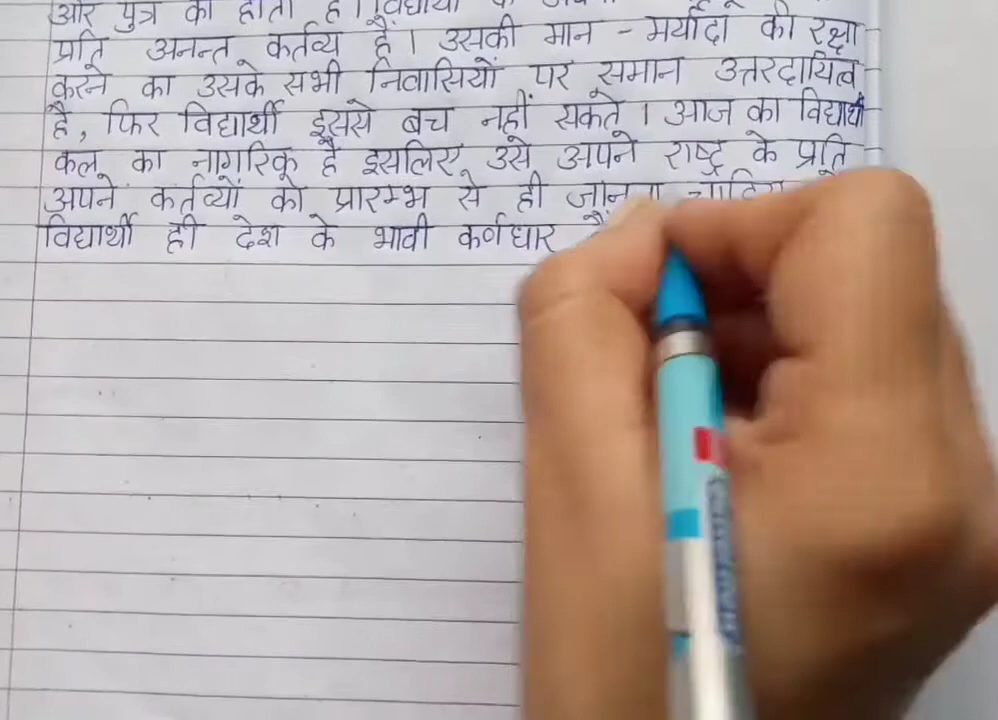 और पुत्र का होता है। विद्यार्थी के
प्रति अनन्त कर्तव्य हैं। उसकी मान - मर्यादा की रक्षा
करने का उसके सभी निवासियों पर समान उत्तरदायित्व
है, फिर विद्यार्थी इससे बच नहीं सकते। आज का विद्यार्थी
कल का नागरिक है इसलिए उसे अपने राष्ट्र के प्रति
अपने कर्तव्यों को प्रारम्भ से ही जानना चाहिए
विद्यार्थी ही देश के भावी कर्णधार हैं